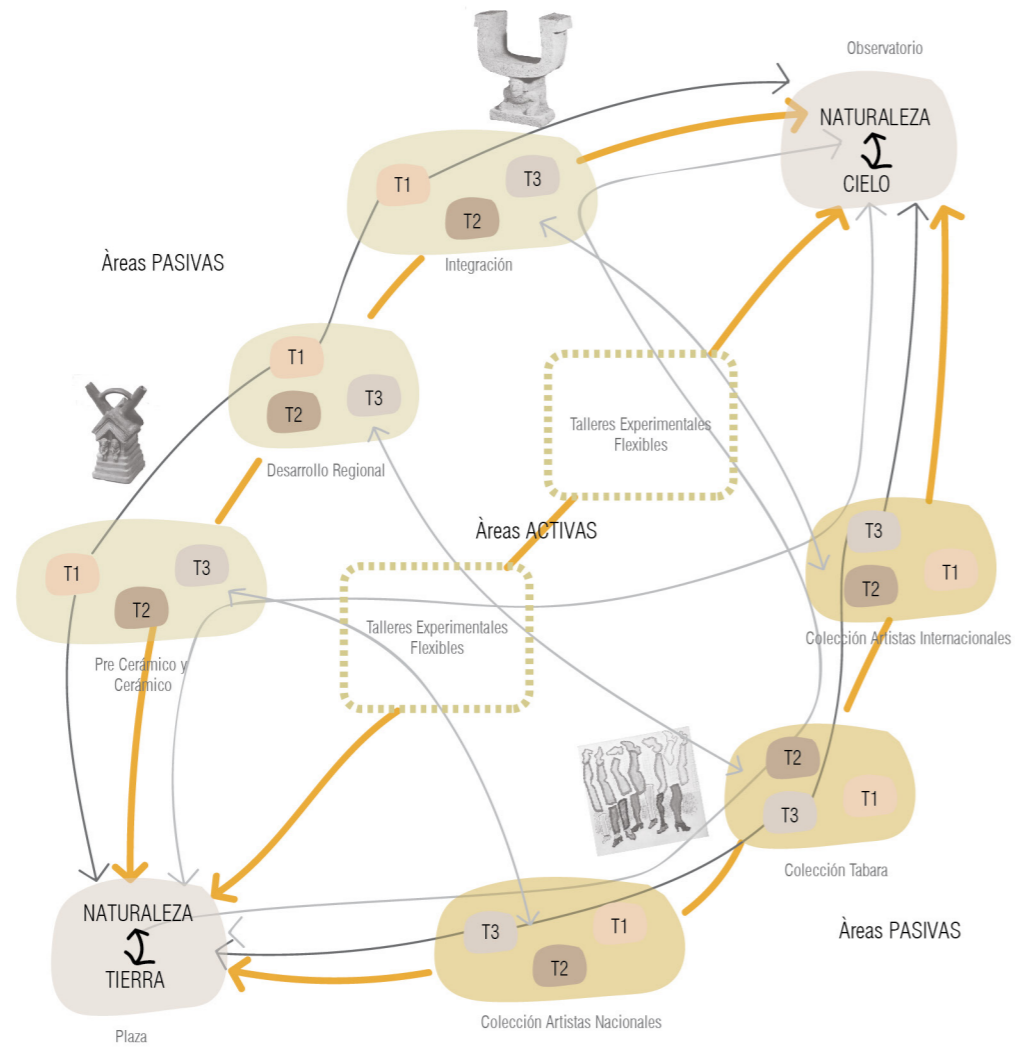 Observatorio
NATURALEZA
CIELO
T1
T3
T2
Integración
Àreas PASIVAS
T1
T3
T2
Desarrollo Regional
Talleres Experimentales
Flexibles
Àreas ACTIVAS
T1
T3
T2
Pre Cerámico y
Cerámico
Talleres Experimentales
Flexibles
T3
T1
T2
Colección Artistas Internacionales
T2
T1
T3
Colección Tabara
Àreas PASIVAS
NATURALEZA
TIERRA
Plaza
T3
T1
T2
Colección Artistas Nacionales